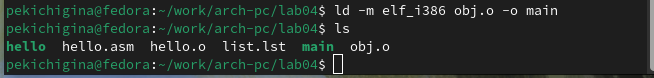 pekichigina@fedora:~/work/arch-pc/lab04$ ld -m elf_i386 obj.o -o main
pekichigina@fedora:~/work/arch-pc/lab04$ ls
hello  hello.asm  hello.o  list.lst  main  obj.o
pekichigina@fedora:~/work/arch-pc/lab04$